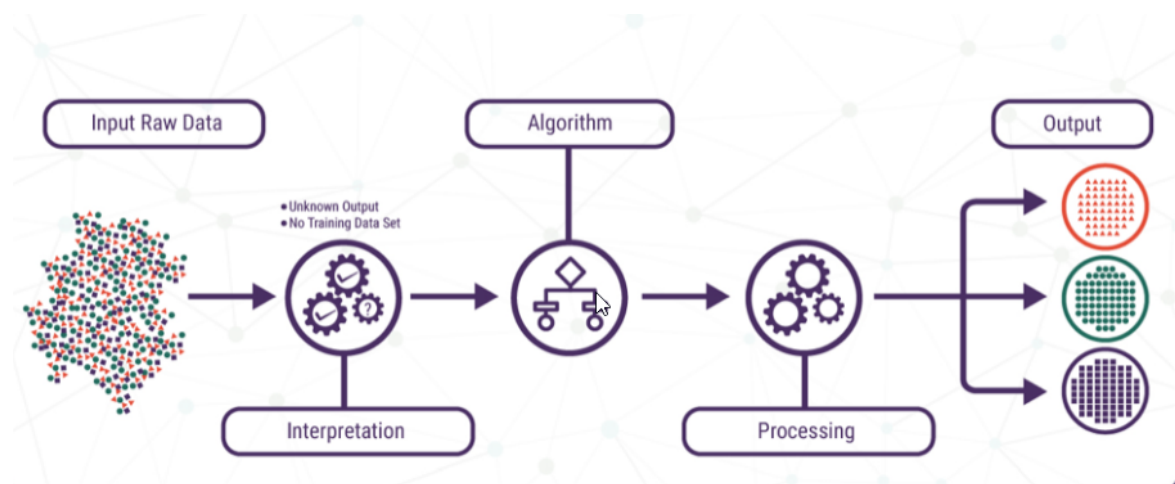 Input Raw Data
Algorithm
Output
•Unknown Output
•No Training Data Set
?
Interpretation
Processing